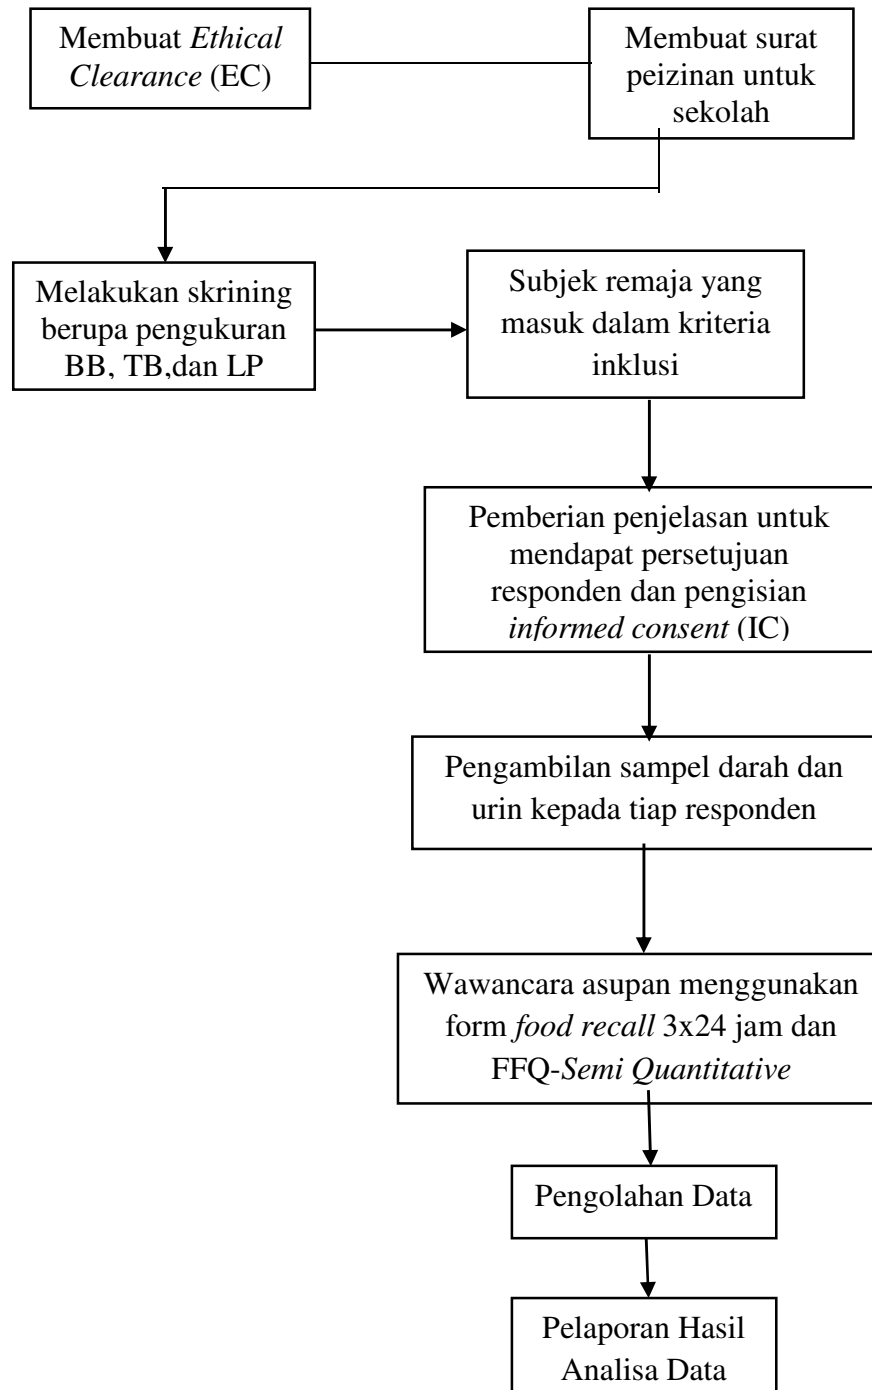 Membuat Ethical
Clearance (EC)
Membuat surat
peizinan untuk
sekolah
Melakukan skrining
berupa pengukuran
BB, TB,dan LP
Subjek remaja yang
masuk dalam kriteria
inklusi
Pemberian penjelasan untuk
mendapat persetujuan
responden dan pengisian
informed consent (IC)
Pengambilan sampel darah dan
urin kepada tiap responden
Wawancara asupan menggunakan
form food recall 3x24 jam dan
FFQ-Semi Quantitative
Pengolahan Data
Pelaporan Hasil
Analisa Data